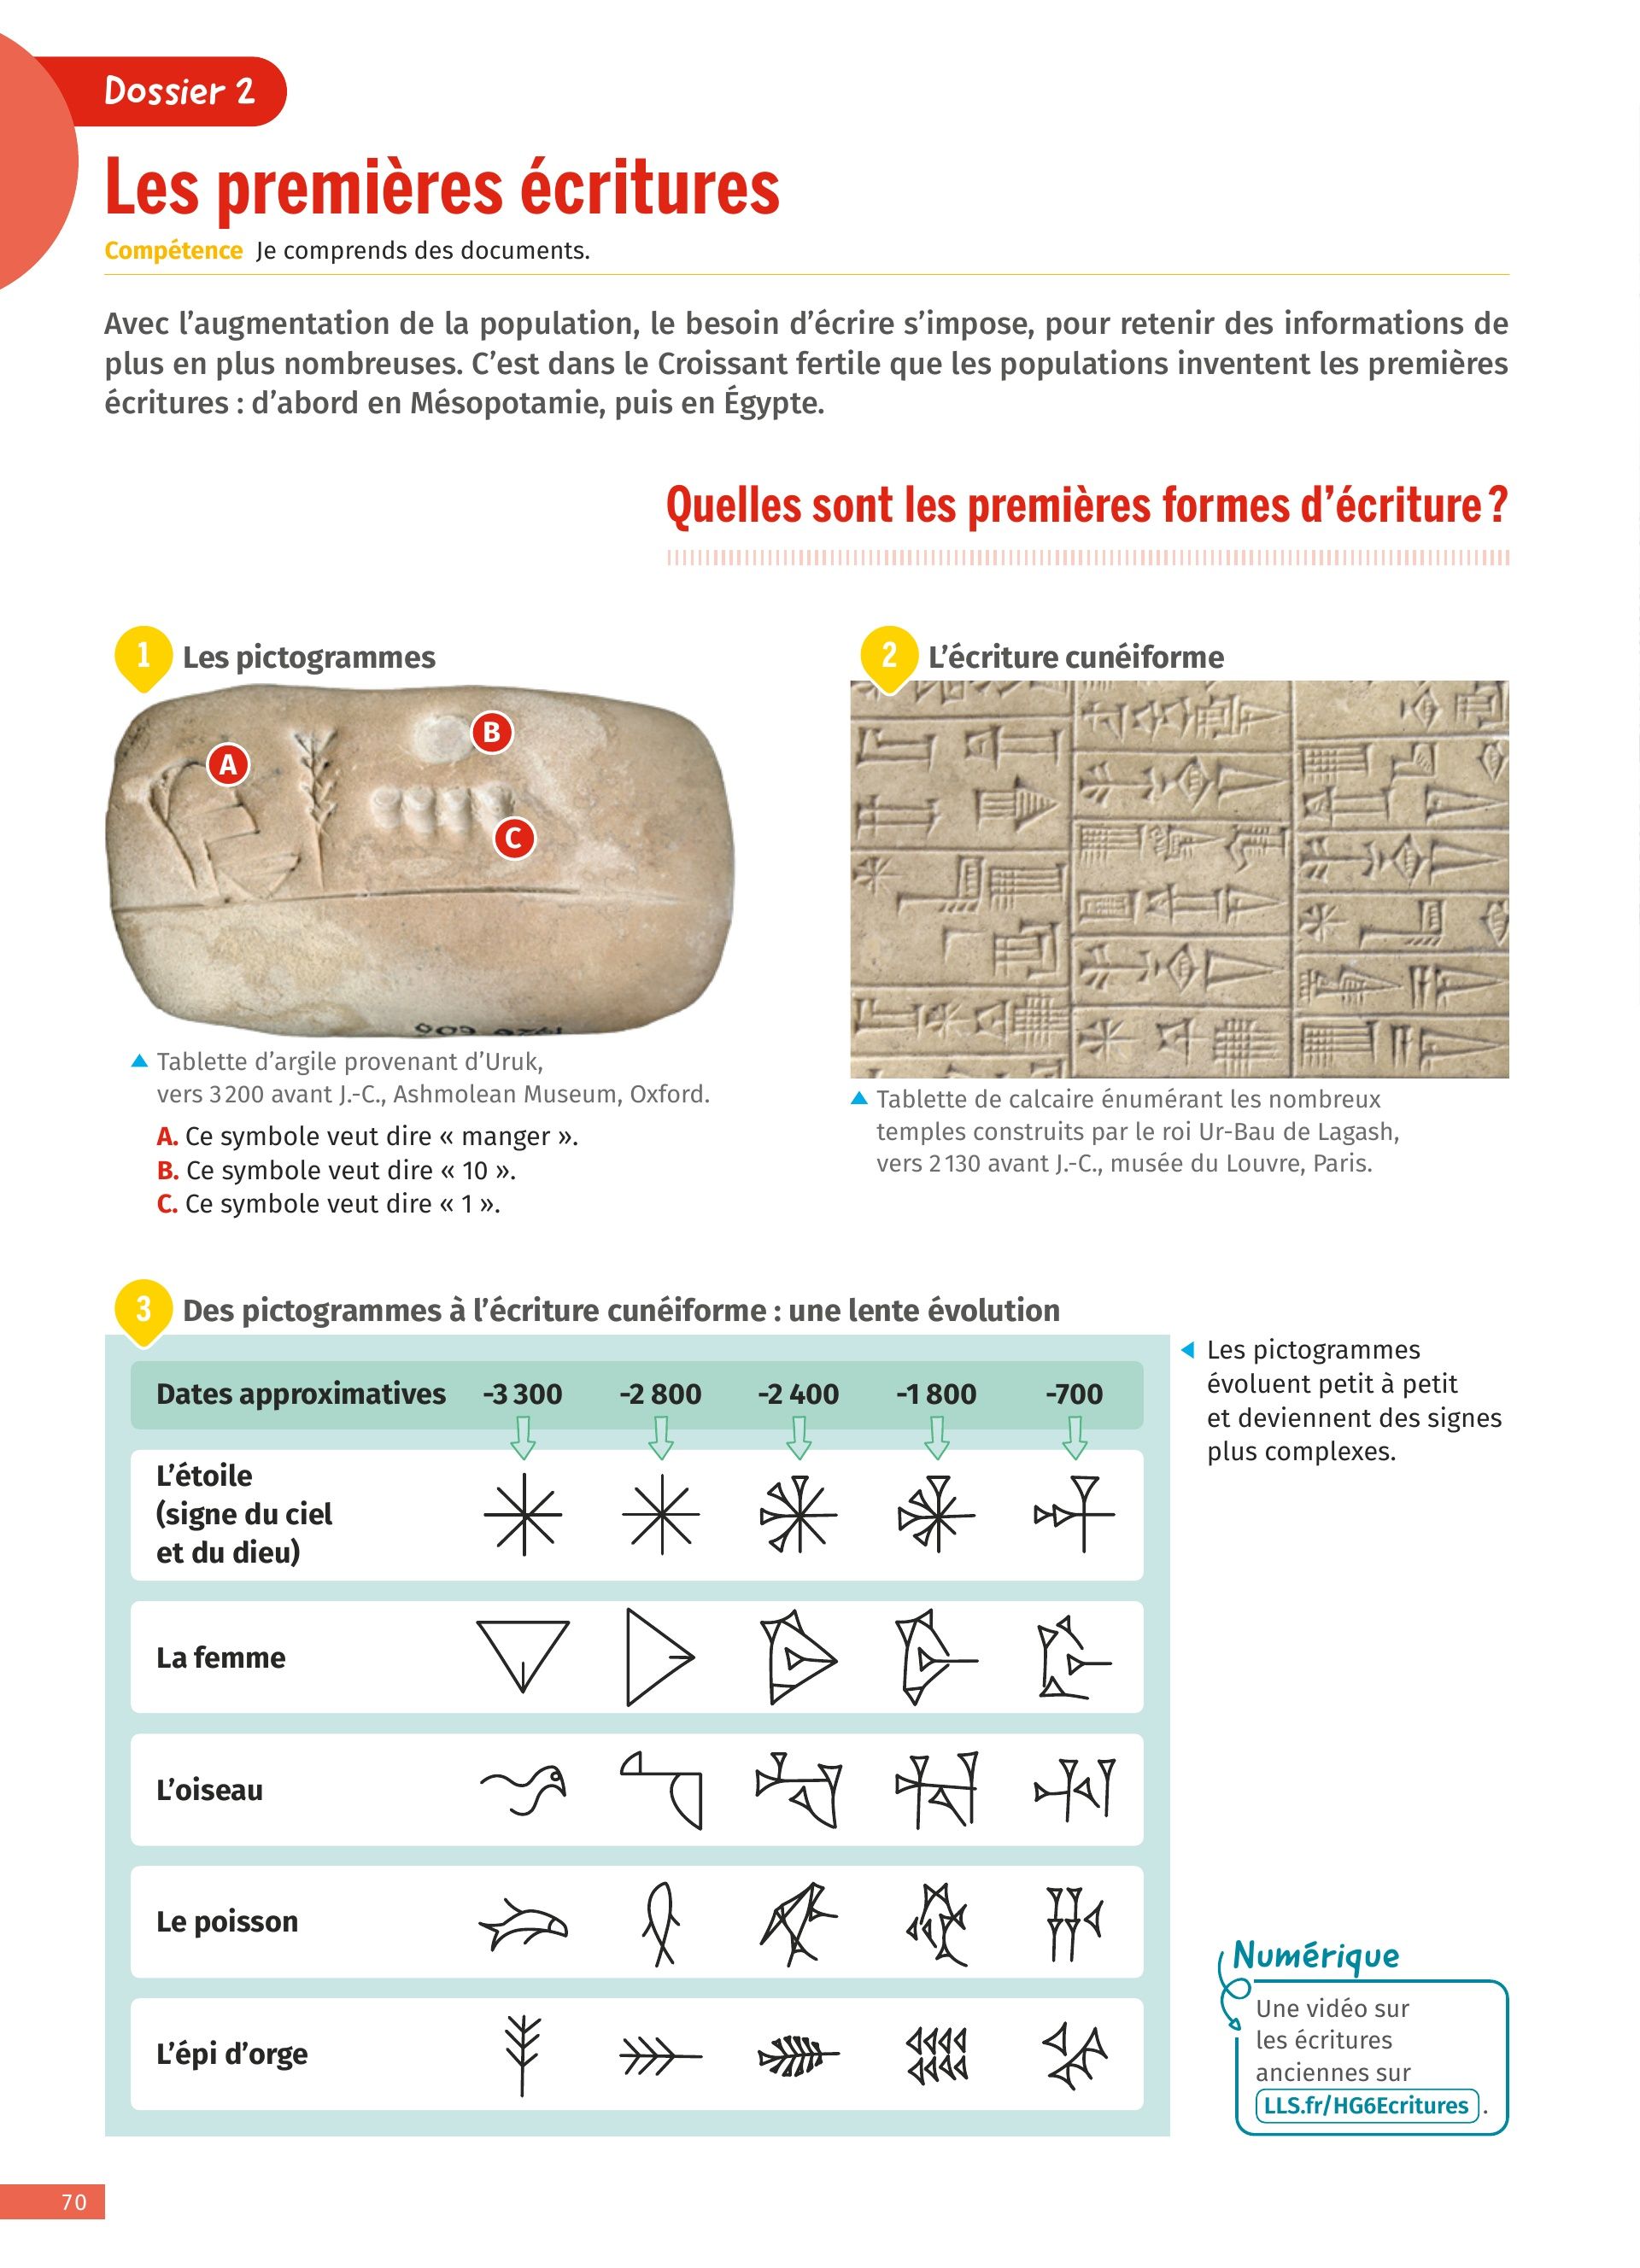 Dossier 2
Les premières écritures
Compétence Je comprends des documents.
Avec l’augmentation de la population, le besoin d’écrire s’impose, pour retenir des informations de
plus en plus nombreuses. C’est dans le Croissant fertile que les populations inventent les premières
écritures : d’abord en Mésopotamie, puis en Égypte.
Quelles sont les premières formes d’écriture ?
1 Les pictogrammes
A
B
C
Tablette d’argile provenant d’Uruk,
vers 3 200 avant J.-C., Ashmolean Museum, Oxford.
A. Ce symbole veut dire « manger ».
B. Ce symbole veut dire « 10 ».
C. Ce symbole veut dire « 1 ».
2 L’écriture cunéiforme
Tablette de calcaire énumérant les nombreux
temples construits par le roi Ur-Bau de Lagash,
vers 2 130 avant J.-C., musée du Louvre, Paris.
3 Des pictogrammes à l’écriture cunéiforme : une lente évolution
Dates approximatives -3 300 -2 800 -2 400 -1 800 -700
L’étoile
(signe du ciel
et du dieu)
La femme
L’oiseau
Le poisson
L’épi d’orge
Les pictogrammes
évoluent petit à petit
et deviennent des signes
plus complexes.
Numérique
Une vidéo sur
les écritures
anciennes sur
LLS.fr/HG6Ecritures .
70